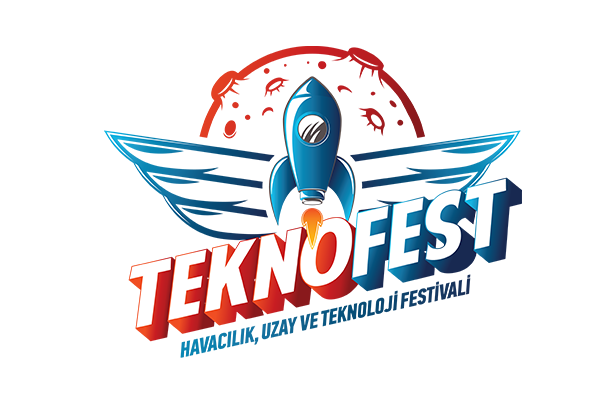 TEKNOFEST
HAVACILIK, UZAY VE TEKNOLOJİ FESTİVALİ